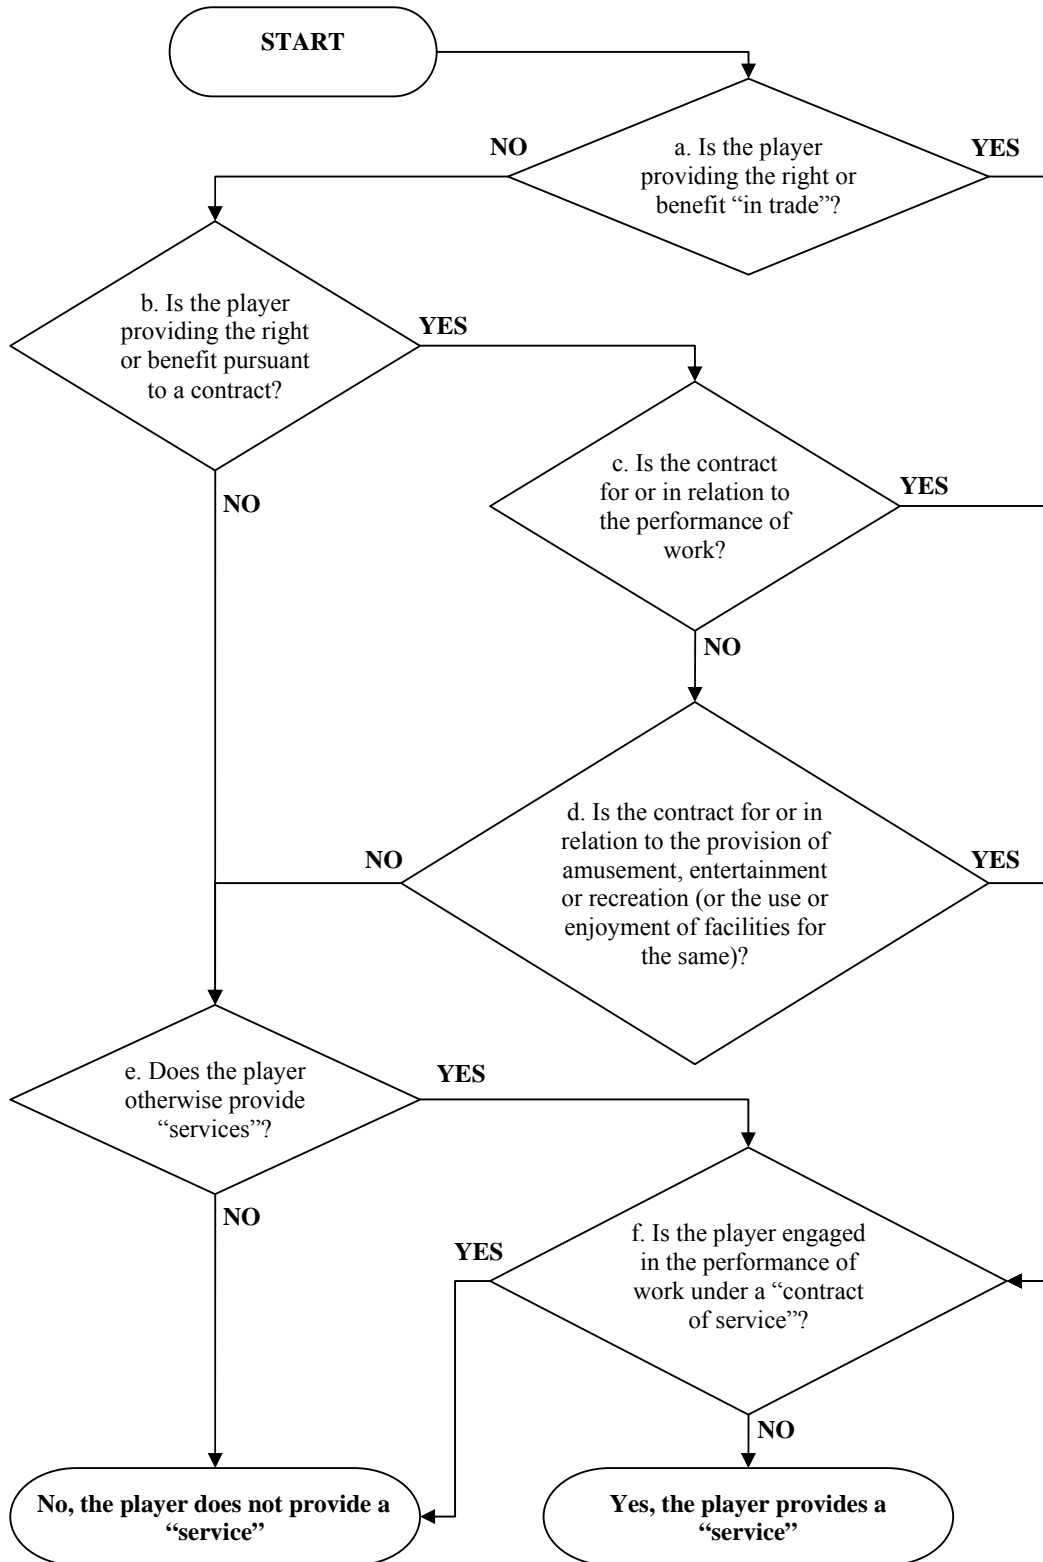 START
NO
YES
a. Is the player
providing the right or
benefit “in trade”?
b. Is the player
providing the right
or benefit pursuant
to a contract?
YES
NO
c. Is the contract
for or in relation to
the performance of
work?
YES
NO
d. Is the contract for or in
relation to the provision of
amusement, entertainment
or recreation (or the use or
enjoyment of facilities for
the same)?
NO
YES
e. Does the player
otherwise provide
“services”?
YES
NO
f. Is the player engaged
in the performance of
work under a “contract
of service”?
YES
NO
No, the player does not provide a
“service”
Yes, the player provides a
“service”